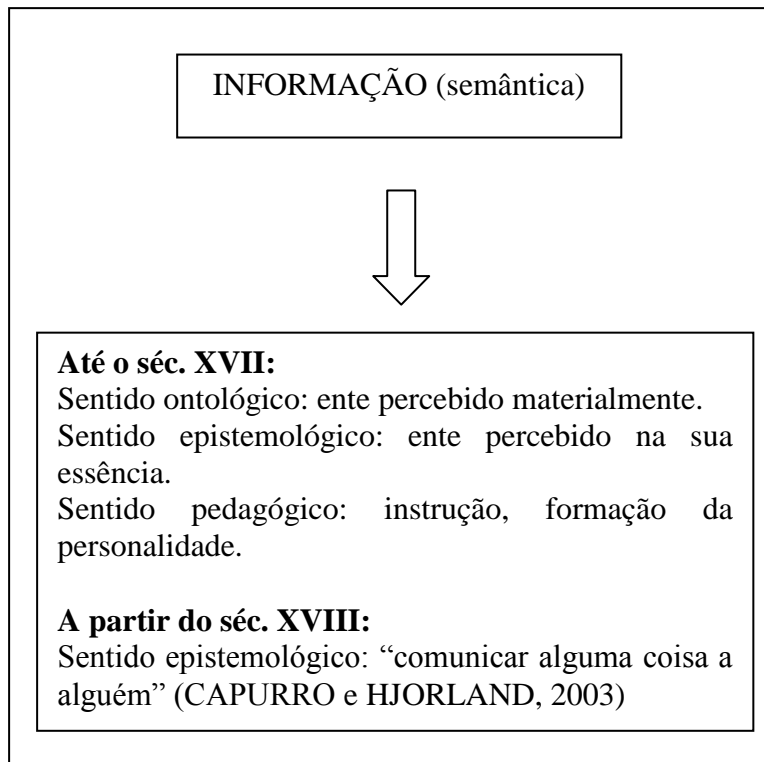 INFORMAÇÃO (semântica)
Até o séc. XVII:
Sentido ontológico: ente percebido materialmente.
Sentido epistemológico: ente percebido na sua
essência.
Sentido pedagógico: instrução, formação da
personalidade.
A partir do séc. XVIII:
Sentido epistemológico: “comunicar alguma coisa a
alguém” (CAPURRO e HJORLAND, 2003)